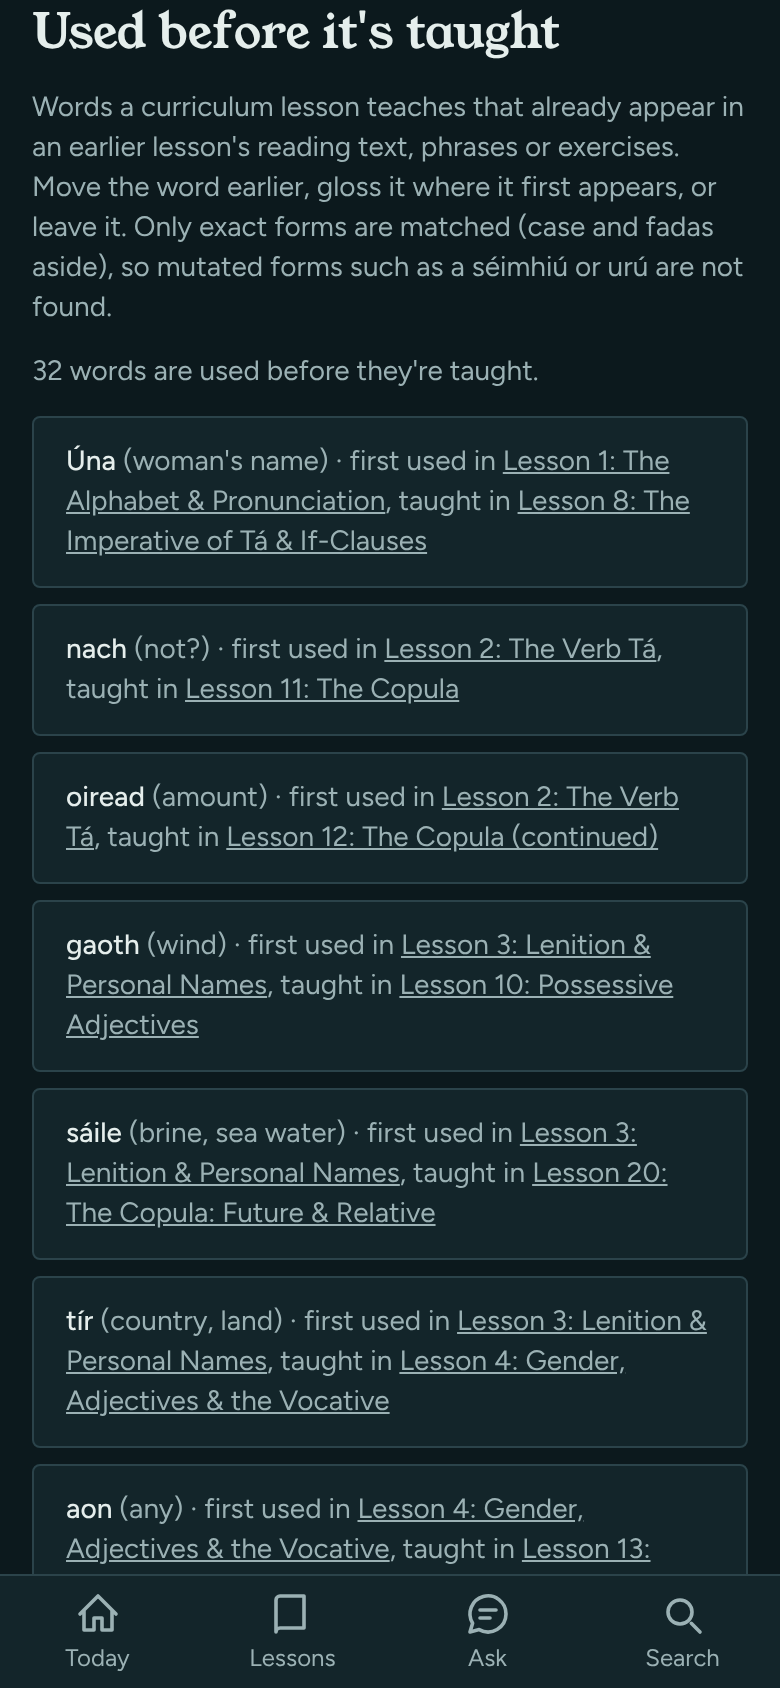 Used before it's taught
Words a curriculum lesson teaches that already appear in
an earlier lesson's reading text, phrases or exercises.
Move the word earlier, gloss it where it first appears, or
leave it. Only exact forms are matched (case and fadas
aside), so mutated forms such as a séimhiú or urú are not
found.
32 words are used before they're taught.
Úna (woman's name) · first used in Lesson 1: The
Alphabet & Pronunciation, taught in Lesson 8: The
Imperative of Tá & If-Clauses
nach (not?) · first used in Lesson 2: The Verb Tá,
taught in Lesson 11: The Copula
oiread (amount) · first used in Lesson 2: The Verb
Tá, taught in Lesson 12: The Copula (continued)
gaoth (wind) · first used in Lesson 3: Lenition &
Personal Names, taught in Lesson 10: Possessive
Adjectives
sáile (brine, sea water) · first used in Lesson 3:
Lenition & Personal Names, taught in Lesson 20:
The Copula: Future & Relative
tír (country, land) · first used in Lesson 3: Lenition &
Personal Names, taught in Lesson 4: Gender,
Adjectives & the Vocative
aon (any) · first used in Lesson 4: Gender,
Adjectives & the Vocative, taught in Lesson 13:
Today
Lessons
Ask
Search